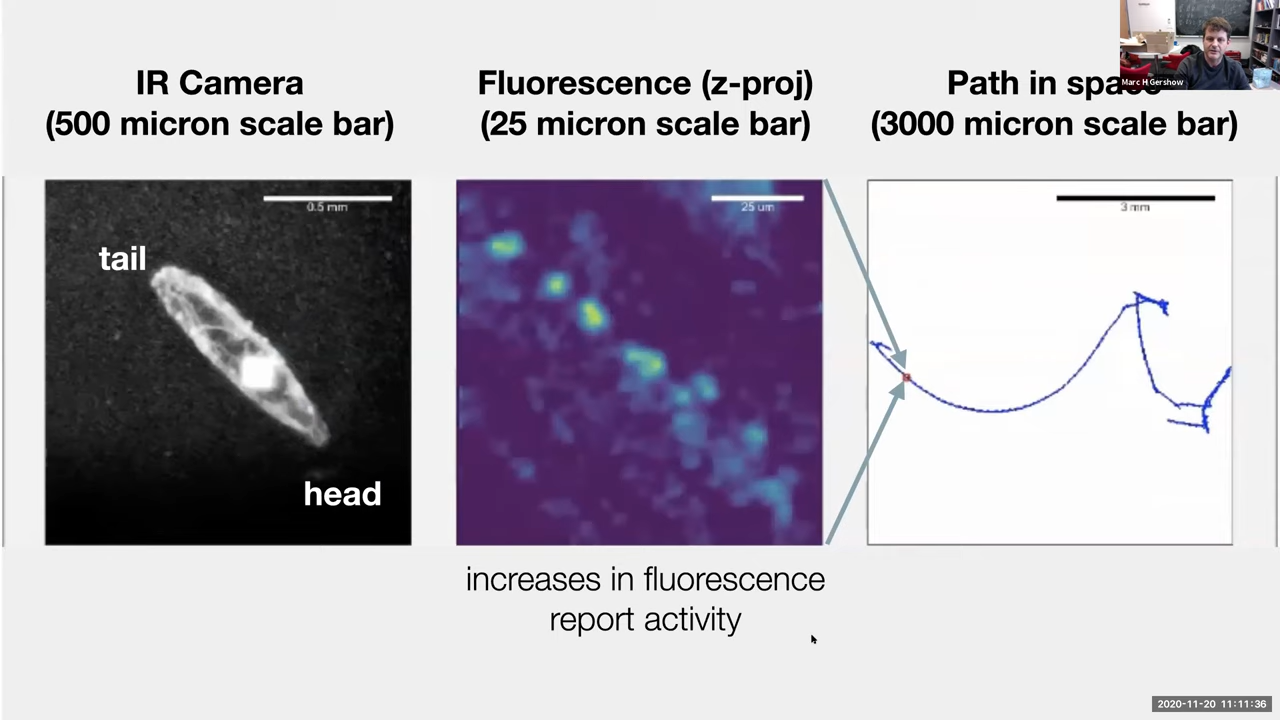 IR Camera
(500 micron scale bar)
Fluorescence (z-proj)
(25 micron scale bar)
Path in space
(3000 micron scale bar)
Marc H Gershow
0.5 mm
25 um
3 mm
tail
head
increases in fluorescence
report activity
2020-11-20 11:11:36